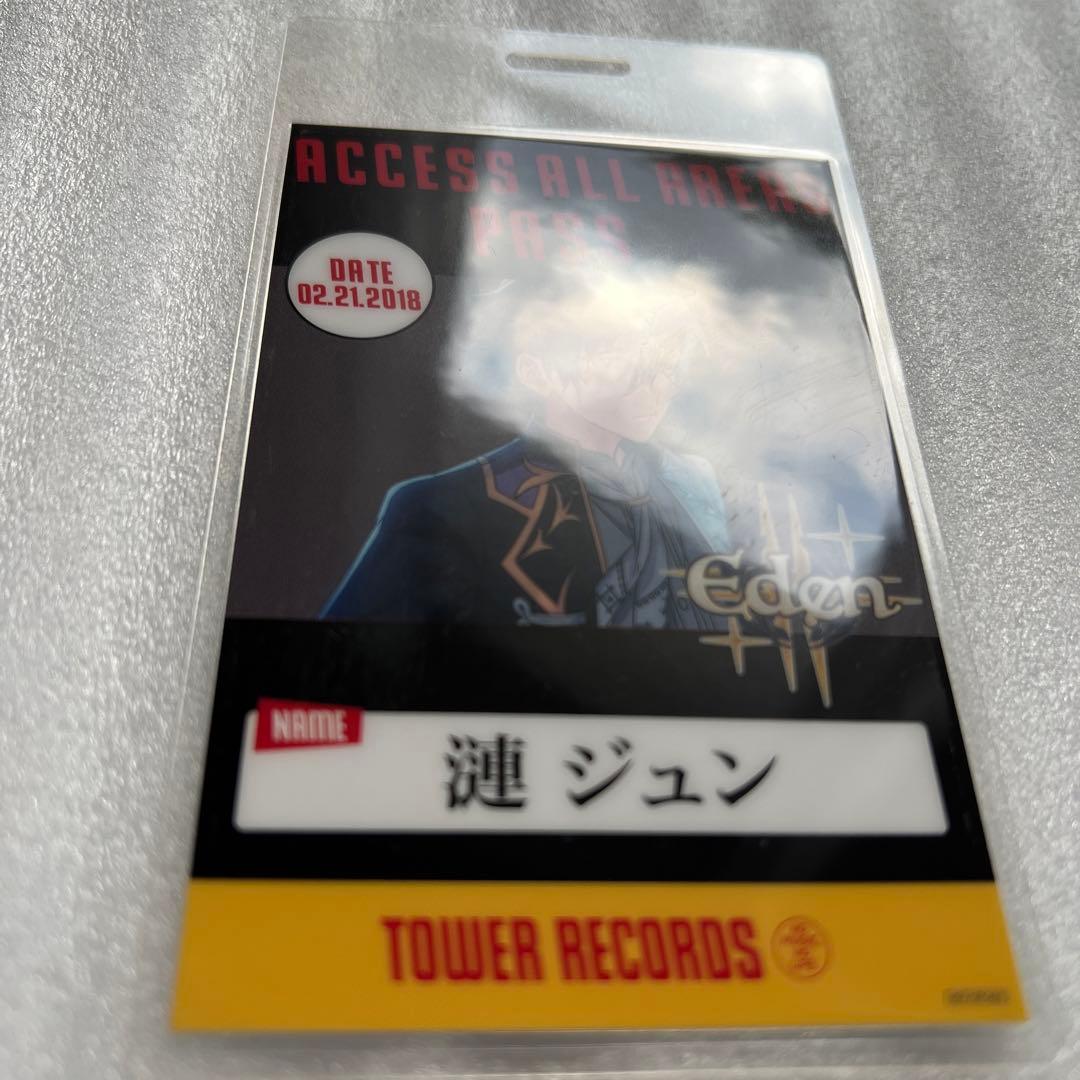 ACCESS ALL AREAS
PASS
DATE
02.21.2018
Eden
NAME
漣 ジュン
TOWER RECORDS